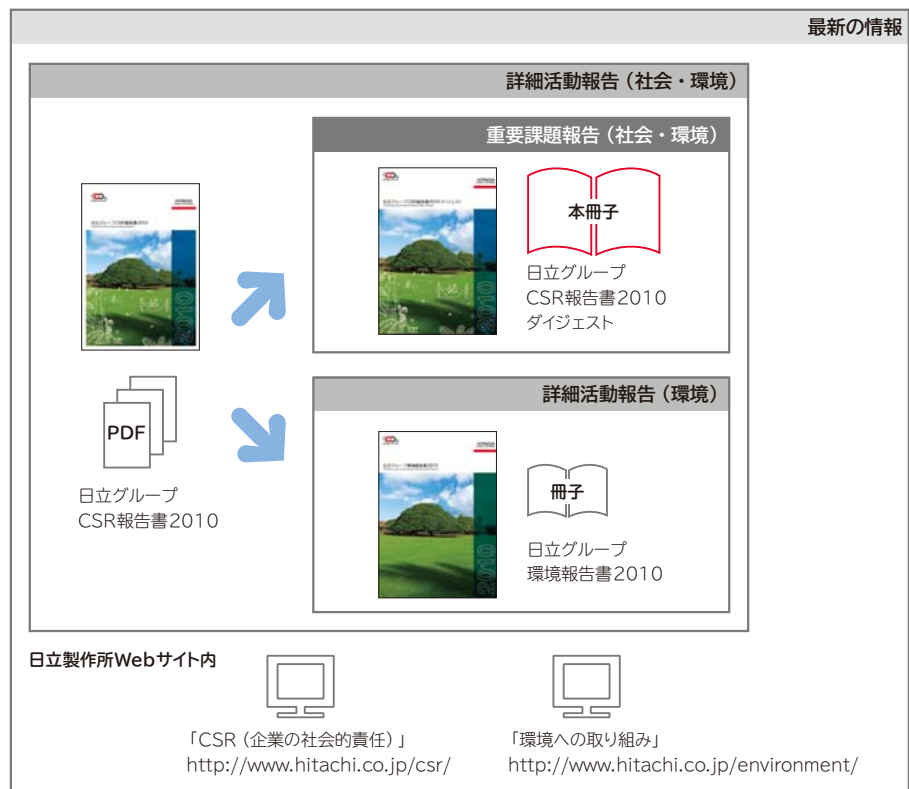 最新の情報
詳細活動報告（社会・環境）
重要課題報告（社会・環境）
本冊子
日立グループ
CSR報告書2010
ダイジェスト
2010
2010
PDF
日立グループ
CSR報告書2010
詳細活動報告（環境）
冊子
日立グループ
環境報告書2010
2010
日立製作所Webサイト内
「CSR（企業の社会的責任）」
http://www.hitachi.co.jp/csr/
「環境への取り組み」
http://www.hitachi.co.jp/environment/